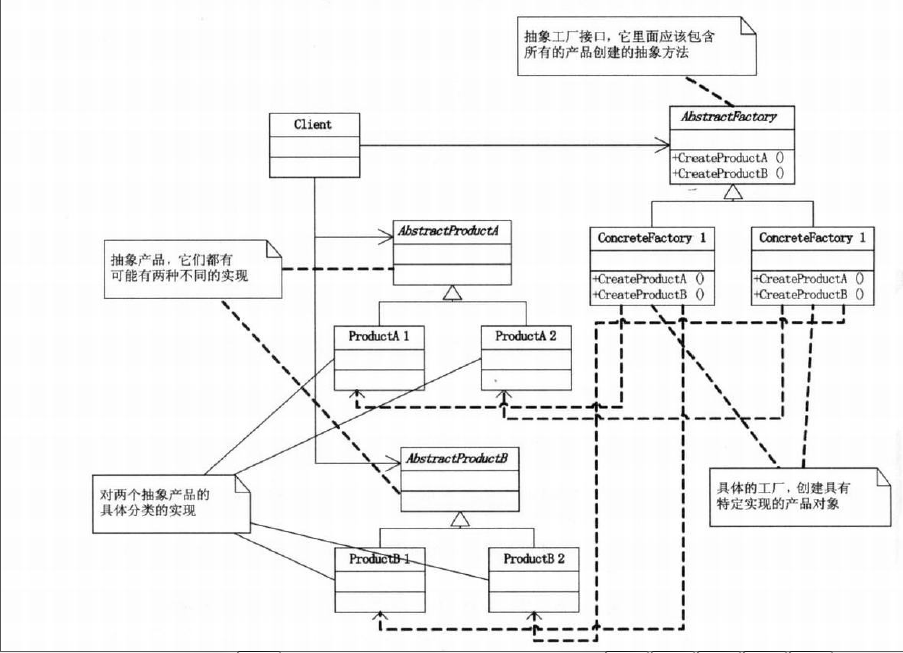 抽象工厂接口，它里面应该包含
所有的产品创建的抽象方法
Client
AbstractFactory
+CreateProductA ()
+CreateProductB ()
AbstractProductA
ConcreteFactory 1
+CreateProductA ()
+CreateProductB ()
ConcreteFactory 1
+CreateProductA ()
+CreateProductB ()
抽象产品，它们都有
可能有两种不同的实现
ProductA 1
ProductA 2
AbstractProductB
对两个抽象产品的
具体分类的实现
具体的工厂，创建具有
特定实现的产品对象
ProductB 1
ProductB 2